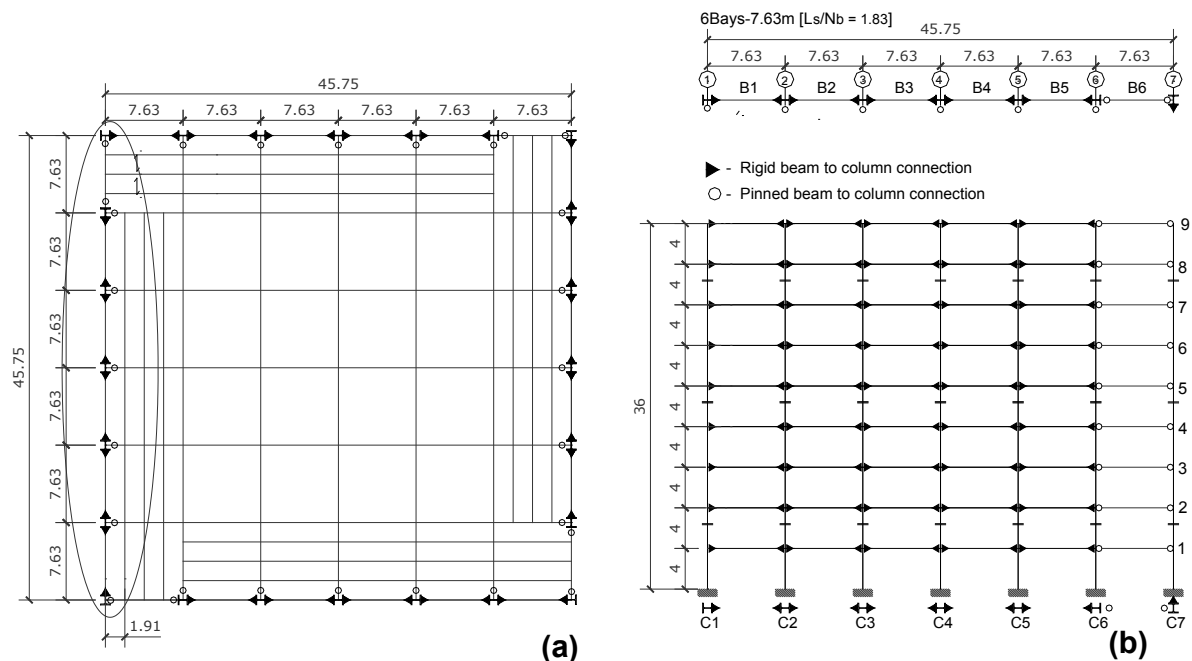 45.75
7.63 7.63 7.63 7.63 7.63 7.63
45.75
7.63
7.63
7.63
7.63
7.63
7.63
1.91
(a)
6Bays-7.63m [Ls/Nb = 1.83]
45.75
7.63 7.63 7.63 7.63 7.63 7.63
1 2 3 4 5 6 7
B1 B2 B3 B4 B5 B6
- Rigid beam to column connection
- Pinned beam to column connection
36
4 9
4 8
4 7
4 6
4 5
4 4
4 3
4 2
4 1
C1 C2 C3 C4 C5 C6 C7
(b)